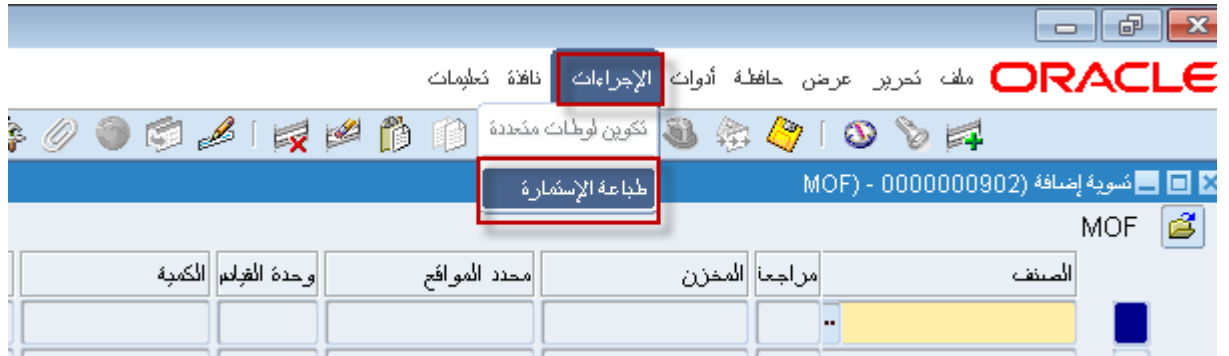 ORACLE ملف تحرير عرض حافظة أدوات الإجراءات نافذة تعليمات
تكوين لوطات متعددة
طباعة الإستمارة
تسوية إضافة (MOF) - 0000000902
MOF
الصنف مراجعة المخزن محدد المواقع وحدة القياس الكمية